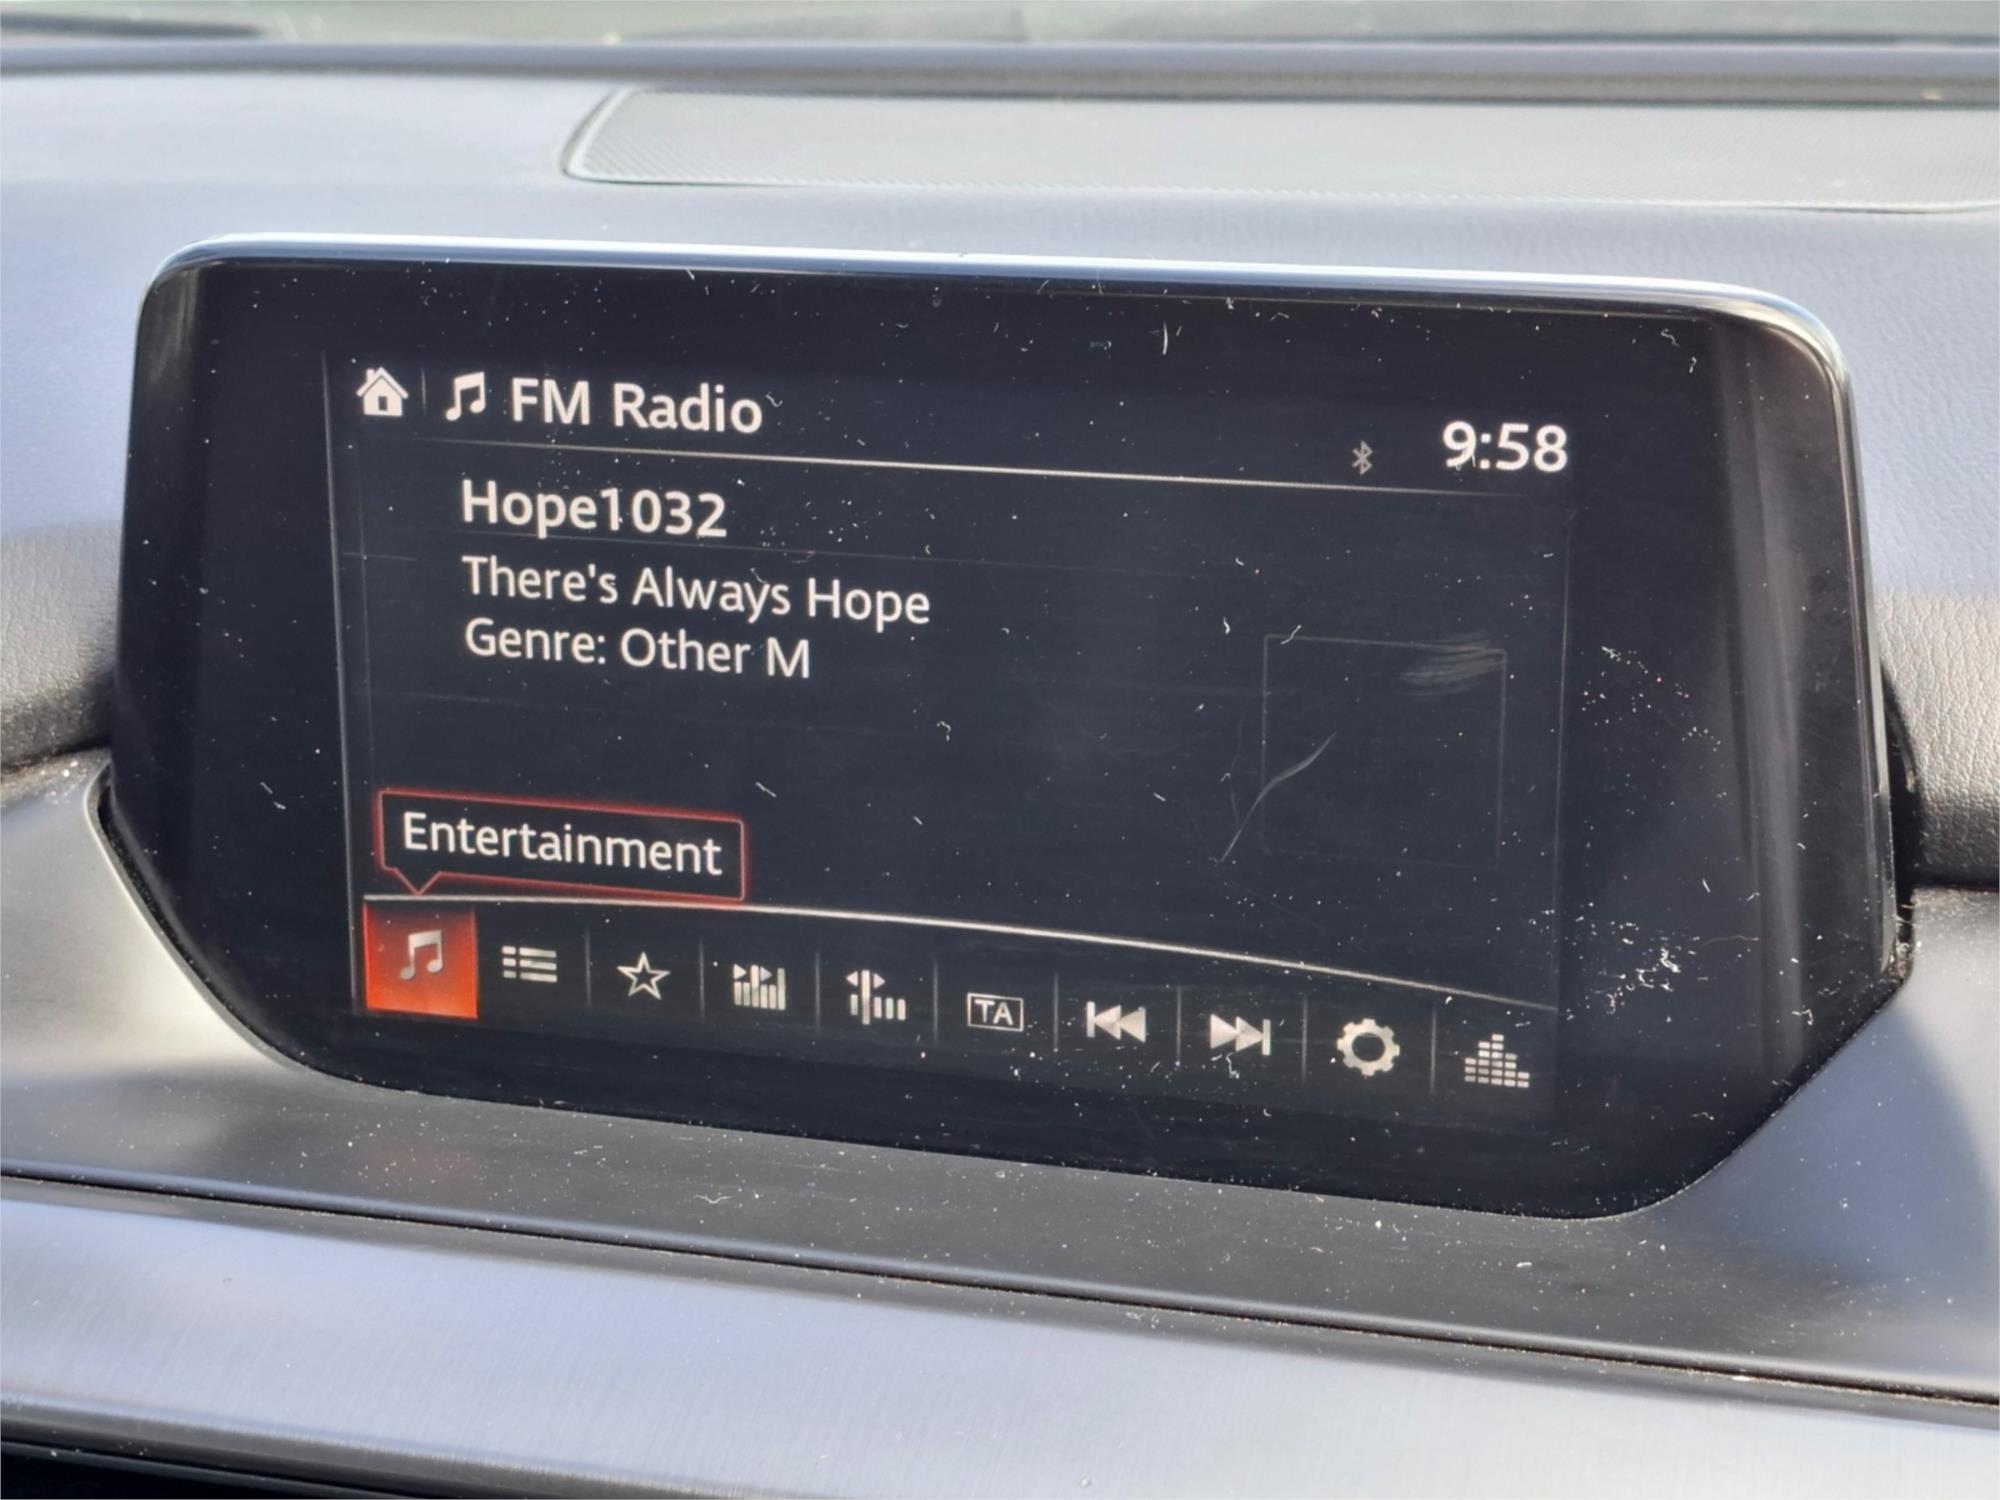 FM Radio
9:58
Hope1032
There's Always Hope
Genre: Other M
Entertainment
TA